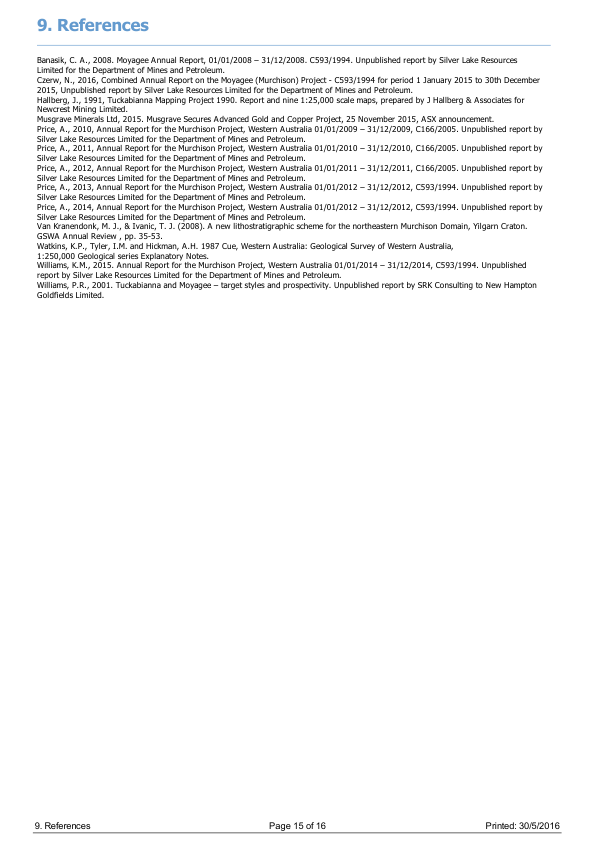 9. References
Banasik, C. A., 2008. Moyagee Annual Report, 01/01/2008 – 31/12/2008. C593/1994. Unpublished report by Silver Lake Resources
Limited for the Department of Mines and Petroleum.
Czerw, N., 2016, Combined Annual Report on the Moyagee (Murchison) Project - C593/1994 for period 1 January 2015 to 30th December
2015, Unpublished report by Silver Lake Resources Limited for the Department of Mines and Petroleum.
Hallberg, J., 1991, Tuckabianna Mapping Project 1990. Report and nine 1:25,000 scale maps, prepared by J Hallberg & Associates for
Newcrest Mining Limited.
Musgrave Minerals Ltd, 2015. Musgrave Secures Advanced Gold and Copper Project, 25 November 2015, ASX announcement.
Price, A., 2010, Annual Report for the Murchison Project, Western Australia 01/01/2009 – 31/12/2009, C166/2005. Unpublished report by
Silver Lake Resources Limited for the Department of Mines and Petroleum.
Price, A., 2011, Annual Report for the Murchison Project, Western Australia 01/01/2010 – 31/12/2010, C166/2005. Unpublished report by
Silver Lake Resources Limited for the Department of Mines and Petroleum.
Price, A., 2012, Annual Report for the Murchison Project, Western Australia 01/01/2011 – 31/12/2011, C166/2005. Unpublished report by
Silver Lake Resources Limited for the Department of Mines and Petroleum.
Price, A., 2013, Annual Report for the Murchison Project, Western Australia 01/01/2012 – 31/12/2012, C593/1994. Unpublished report by
Silver Lake Resources Limited for the Department of Mines and Petroleum.
Price, A., 2014, Annual Report for the Murchison Project, Western Australia 01/01/2012 – 31/12/2012, C593/1994. Unpublished report by
Silver Lake Resources Limited for the Department of Mines and Petroleum.
Van Kranendonk, M. J., & Ivanic, T. J. (2008). A new lithostratigraphic scheme for the northeastern Murchison Domain, Yilgarn Craton.
GSWA Annual Review , pp. 35-53.
Watkins, K.P., Tyler, I.M. and Hickman, A.H. 1987 Cue, Western Australia: Geological Survey of Western Australia,
1:250,000 Geological series Explanatory Notes.
Williams, K.M., 2015. Annual Report for the Murchison Project, Western Australia 01/01/2014 – 31/12/2014, C593/1994. Unpublished
report by Silver Lake Resources Limited for the Department of Mines and Petroleum.
Williams, P.R., 2001. Tuckabianna and Moyagee – target styles and prospectivity. Unpublished report by SRK Consulting to New Hampton
Goldfields Limited.
9. References Page 15 of 16 Printed: 30/5/2016